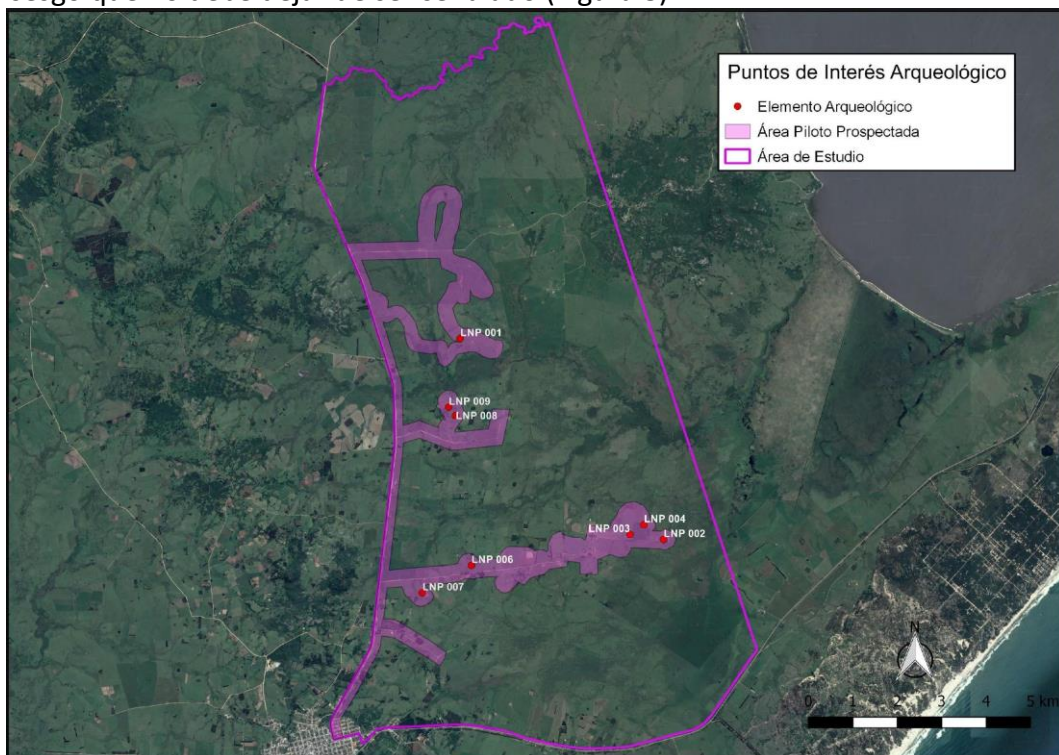 Puntos de Interés Arqueológico
Elemento Arqueológico
Área Piloto Prospectada
Área de Estudio
LNP 001
LNP 009
LNP 008
LNP 004
LNP 003
LNP 002
LNP 006
LNP 007
N
0 1 2 3 4 5 km